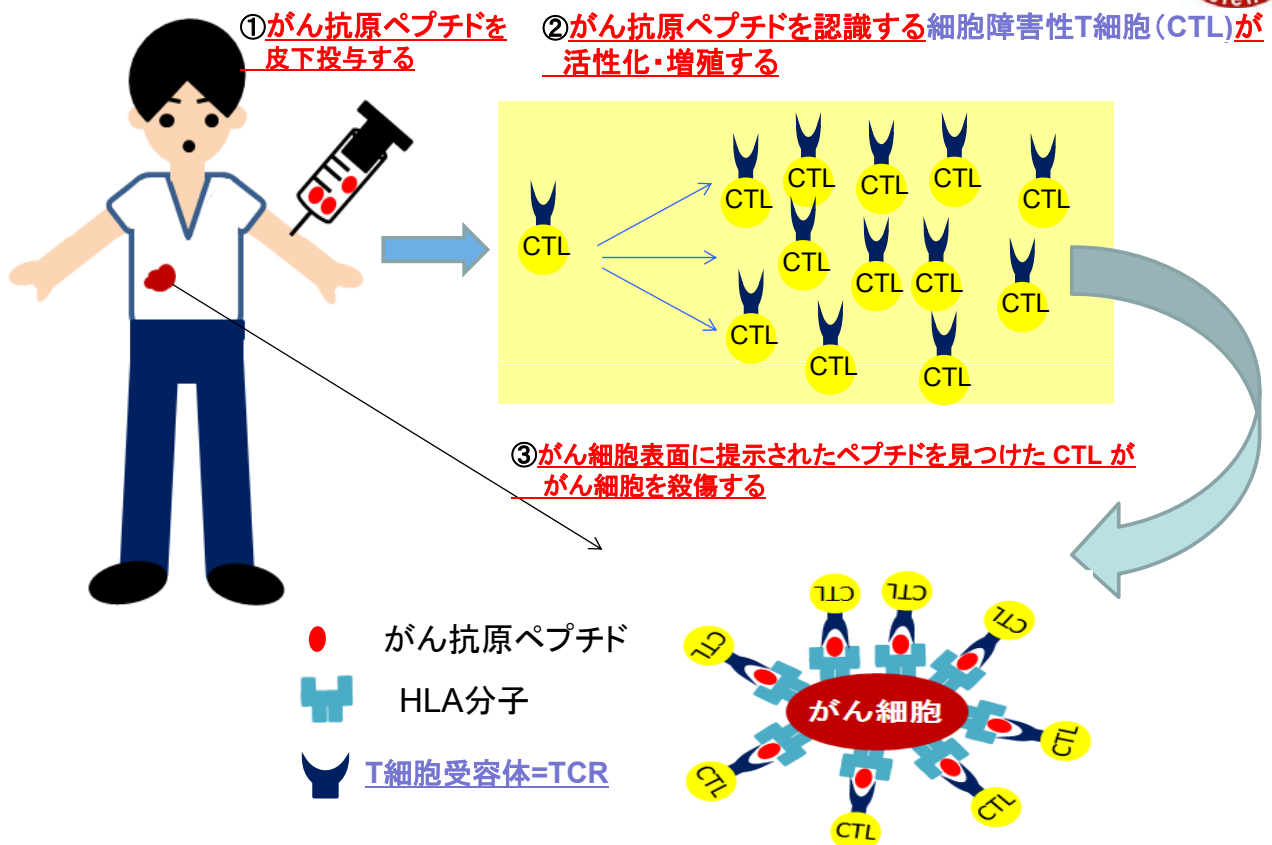 ①がん抗原ペプチドを
皮下投与する
②がん抗原ペプチドを認識する細胞障害性T細胞(CTL)が
活性化・増殖する
CTL
CTL
CTL
CTL
CTL
CTL
CTL
CTL
CTL
CTL
CTL
CTL
CTL
CTL
③がん細胞表面に提示されたペプチドを見つけた CTL が
がん細胞を殺傷する
がん抗原ペプチド
HLA分子
T細胞受容体=TCR
CTL
CTL
CTL
CTL
がん細胞
CTL
CTL
CTL
CTL